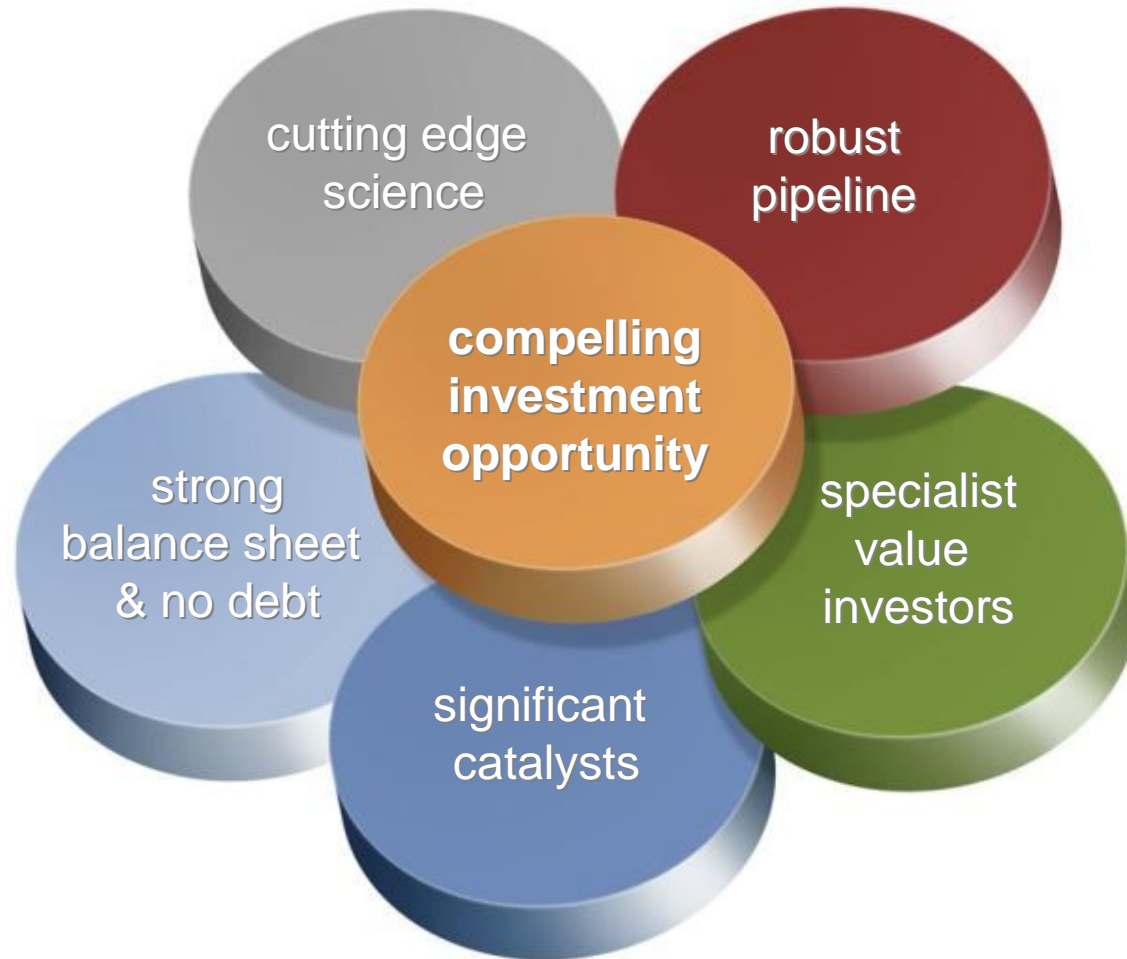 cutting edge
science
robust
pipeline
compelling
investment
opportunity
strong
balance sheet
& no debt
specialist
value
investors
significant
catalysts